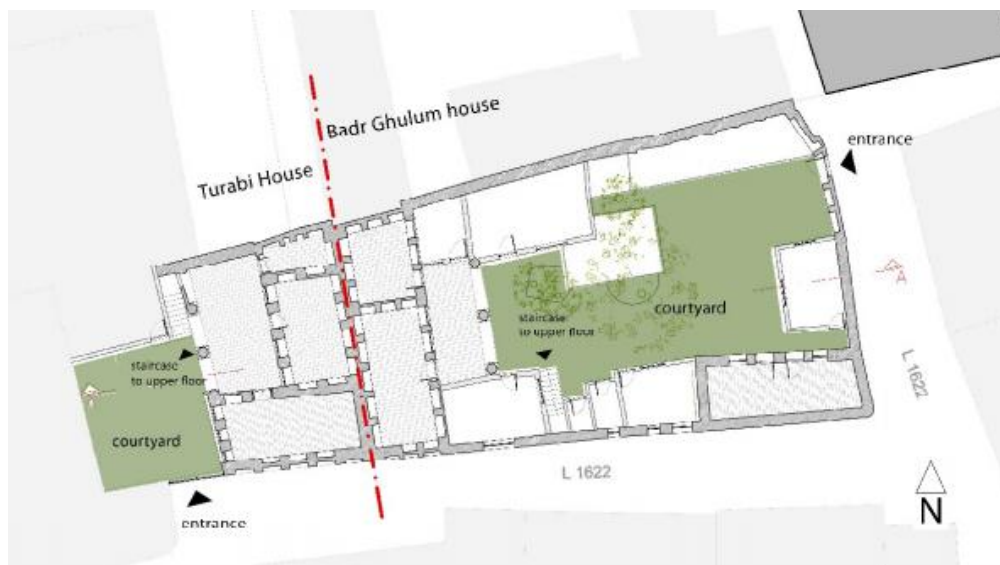 Badr Ghulum house
Turabi House
entrance
staircase
to upper floor
courtyard
staircase
to upper floor
courtyard
L 1622
L 1622
entrance
N